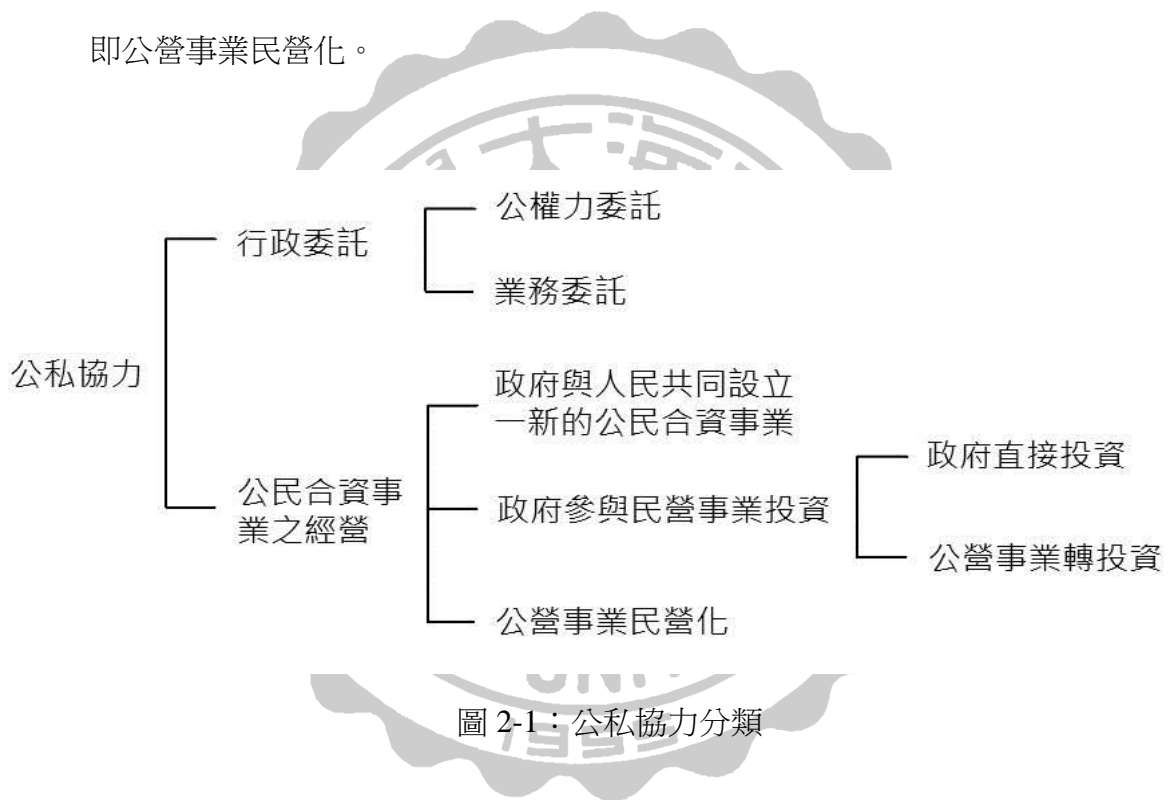 即公營事業民營化。
公權力委託
行政委託
業務委託
公私協力
政府與人民共同設立
一新的公民合資事業
政府直接投資
公民合資事
業之經營
政府參與民營事業投資
公營事業轉投資
公營事業民營化
圖 2-1：公私協力分類